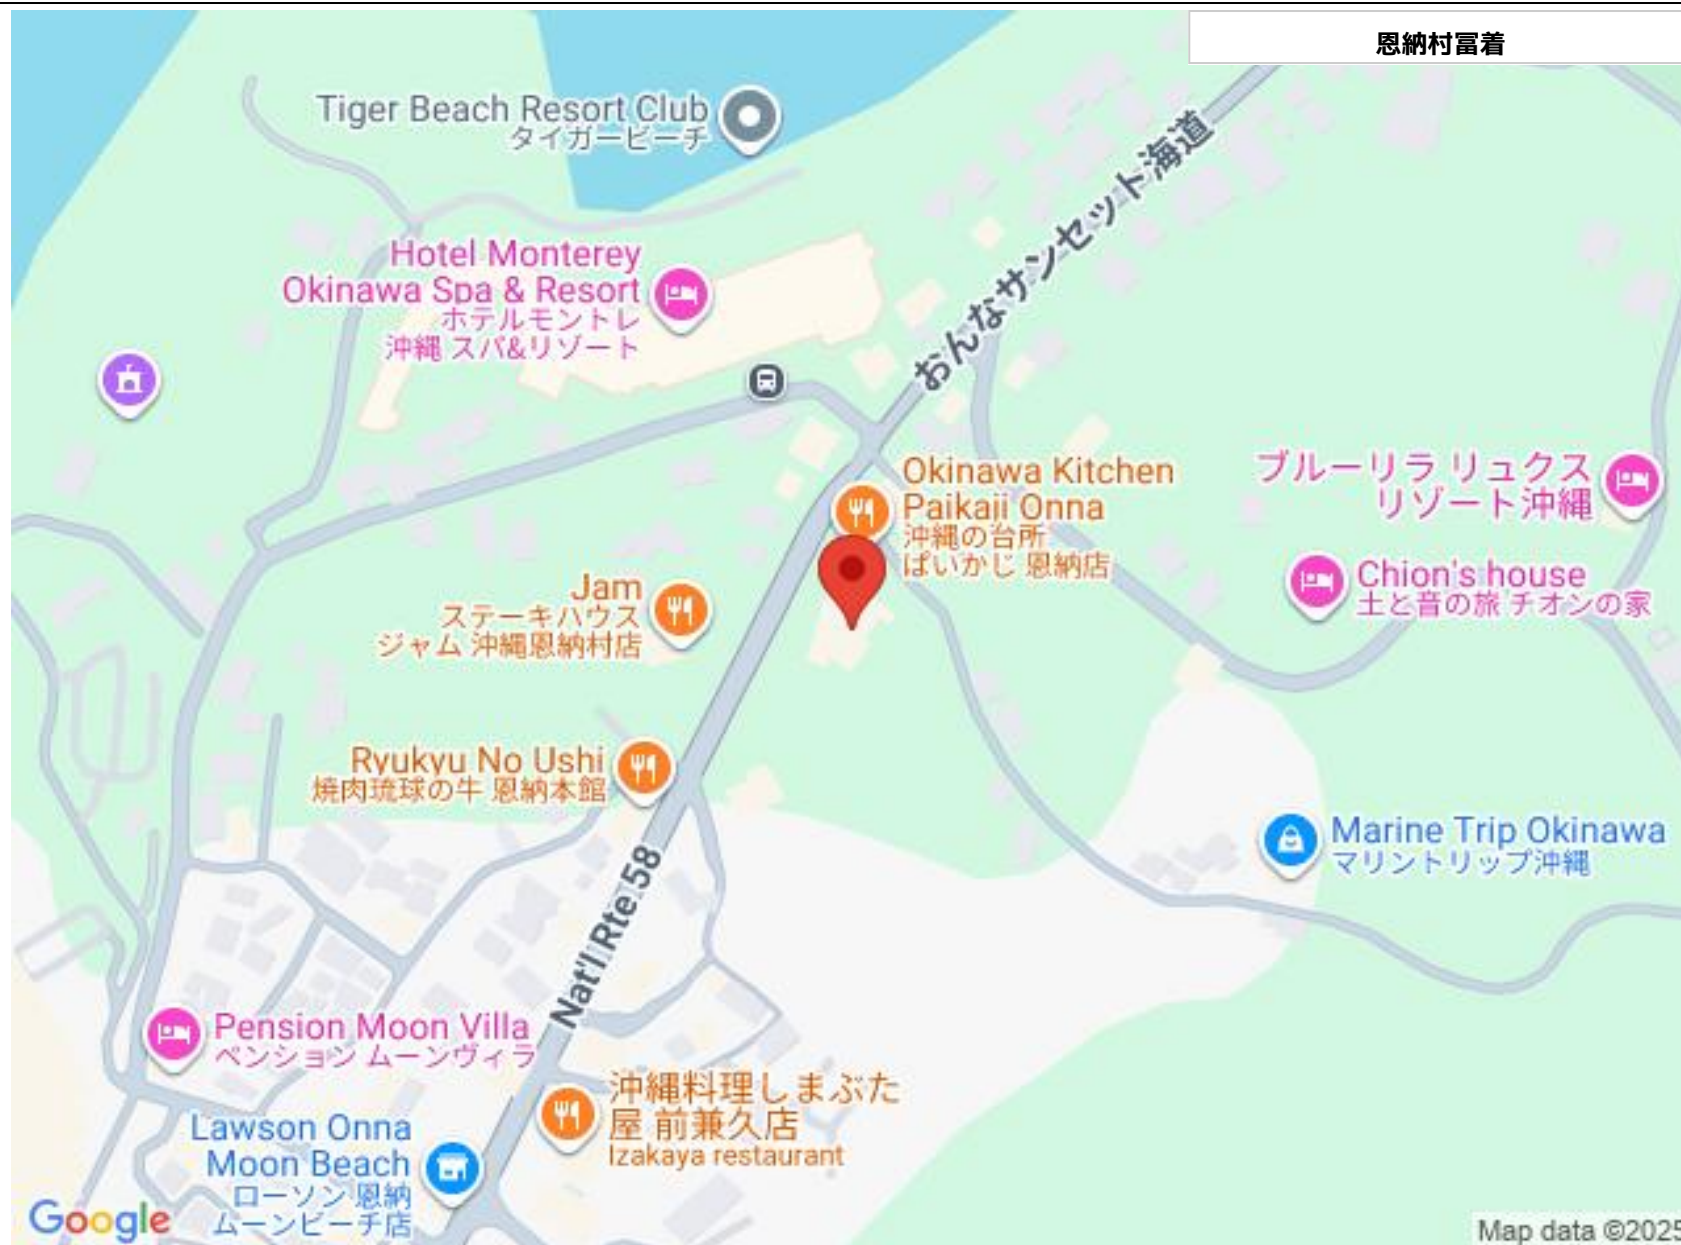 恩納村冨着
Tiger Beach Resort Club
タイガービーチ
おんなサンセット海道
Hotel Monterey
Okinawa Spa & Resort
ホテルモントレ
沖縄 スパ&リゾート
Okinawa Kitchen
Paikaji Onna
沖縄の台所
ぱいかじ 恩納店
ブルーリラ リュクス
リゾート沖縄
Chion's house
土と音の旅 チオンの家
Jam
ステーキハウス
ジャム 沖縄恩納村店
Ryukyu No Ushi
焼肉琉球の牛 恩納本館
Marine Trip Okinawa
マリントリップ沖縄
Nat'l Rte 58
Pension Moon Villa
ペンション ムーンヴィラ
沖縄料理しまぶた
屋 前兼久店
Izakaya restaurant
Lawson Onna
Moon Beach
ローソン 恩納
ムーンビーチ店
Google
Map data ©2025